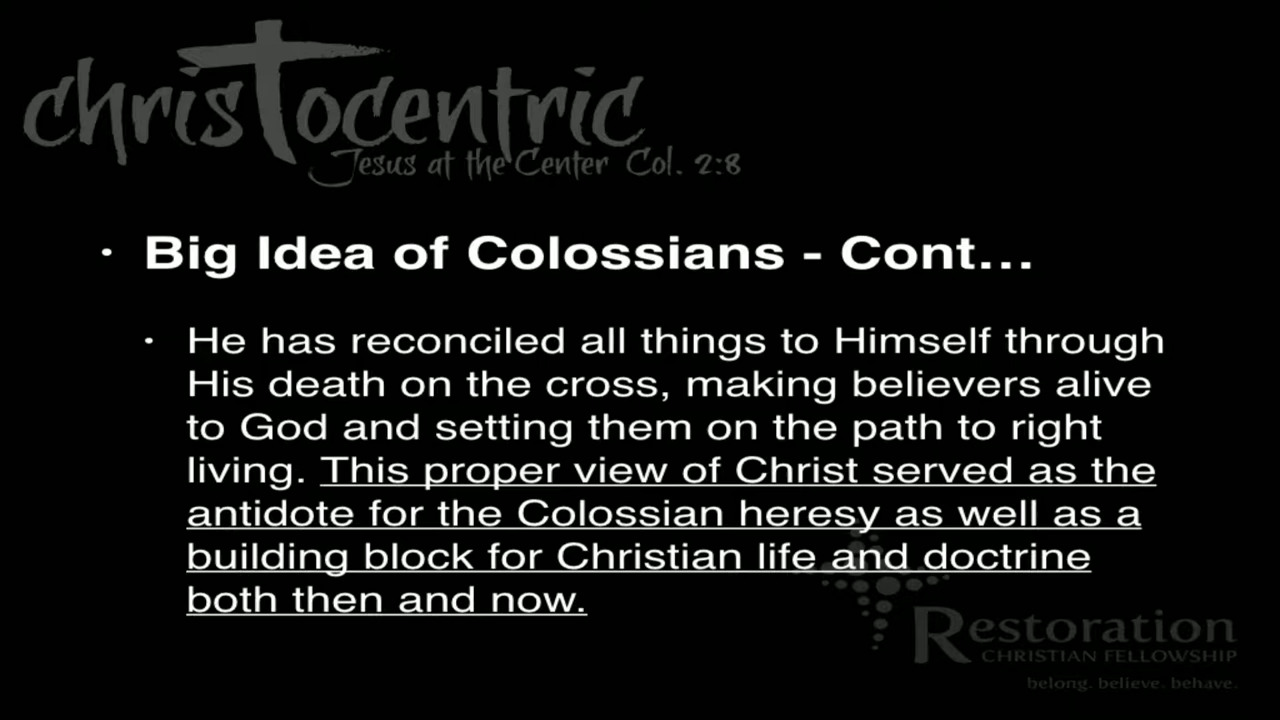 chrisTocentric
Jesus at the Center Col. 2:8
• Big Idea of Colossians - Cont...
• He has reconciled all things to Himself through
His death on the cross, making believers alive
to God and setting them on the path to right
living. This proper view of Christ served as the
antidote for the Colossian heresy as well as a
building block for Christian life and doctrine
both then and now.
Restoration
CHRISTIAN FELLOWSHIP
belong. believe. behave.